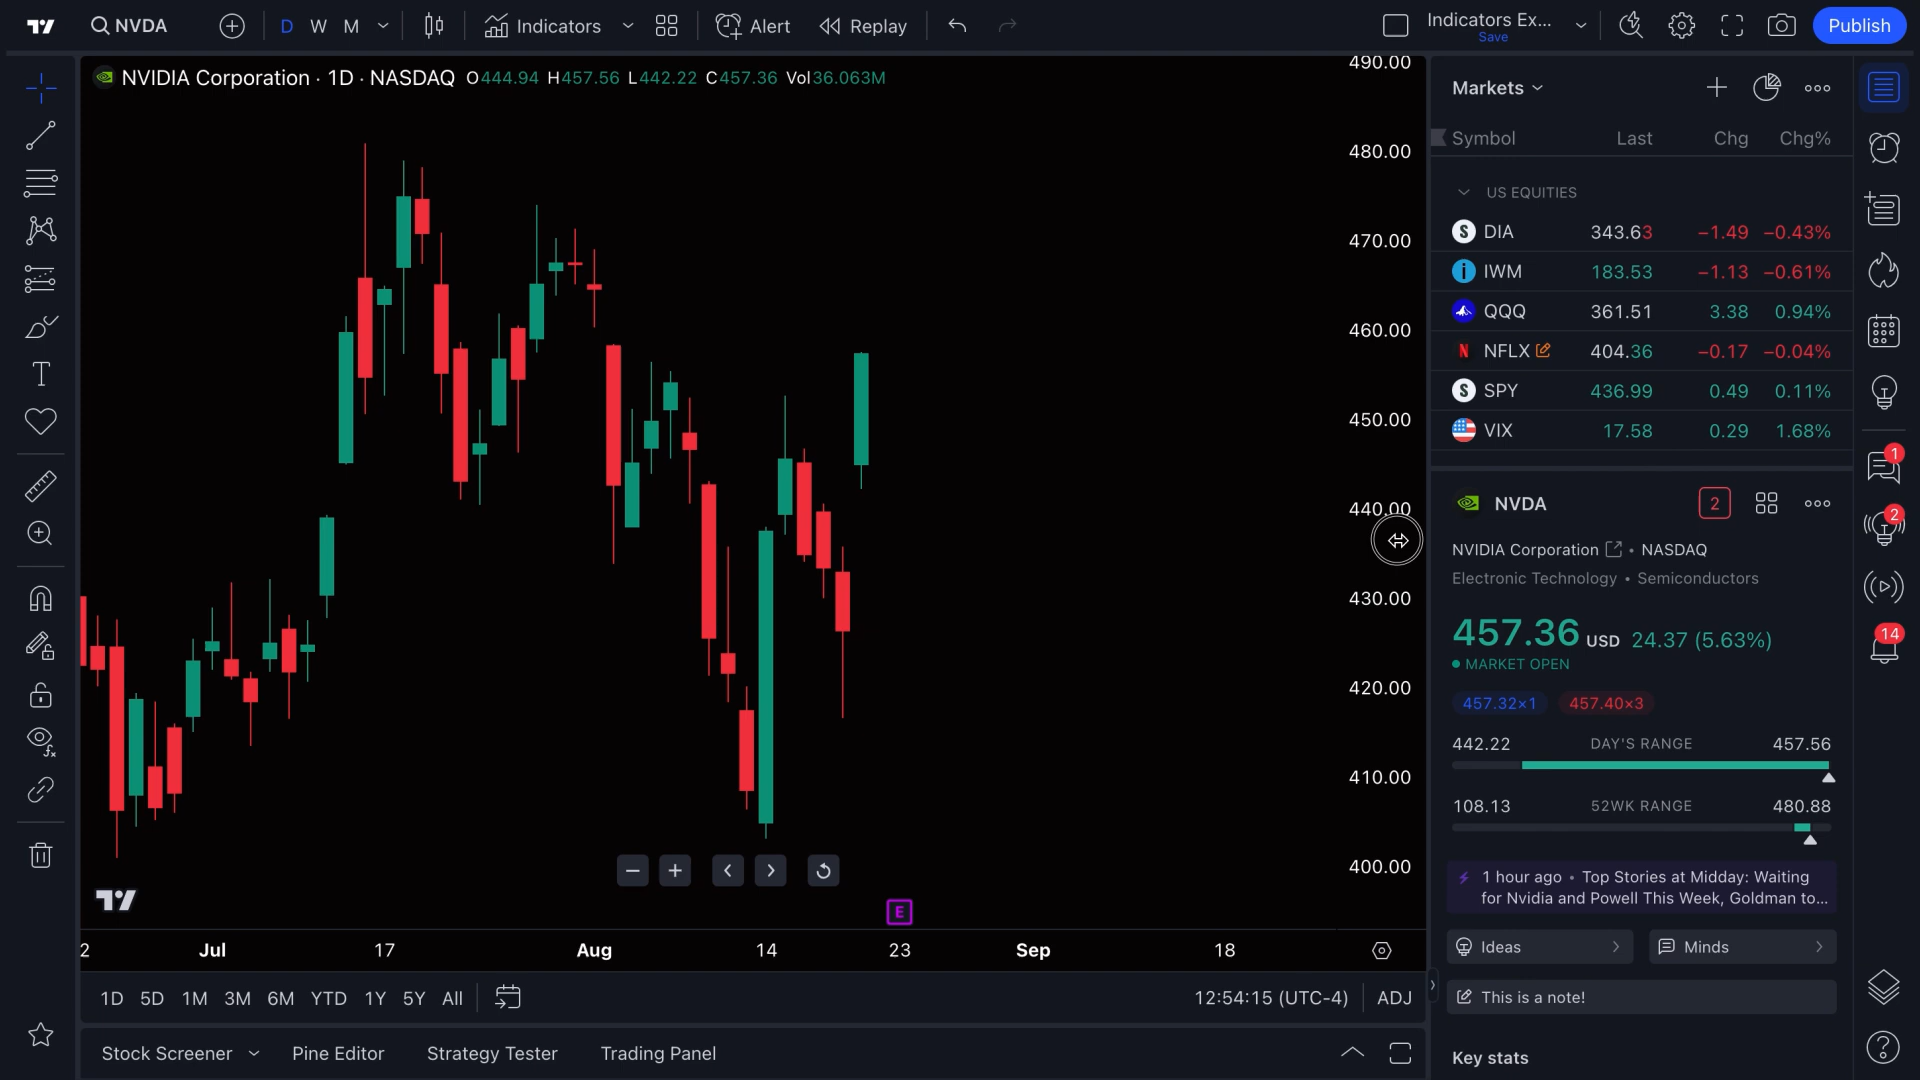 NVDA
D W M
Indicators
Alert
Replay
Indicators Ex...
Save
Publish
NVIDIA Corporation · 1D · NASDAQ O444.94 H457.56 L442.22 C457.36 Vol36.063M
490.00
480.00
470.00
460.00
450.00
440.00
430.00
420.00
410.00
400.00
E
2 Jul 17 Aug 14 23 Sep 18
1D 5D 1M 3M 6M YTD 1Y 5Y All
12:54:15 (UTC-4) ADJ
Stock Screener Pine Editor Strategy Tester Trading Panel
Markets
Symbol Last Chg Chg%
US EQUITIES
DIA 343.63 −1.49 −0.43%
IWM 183.53 −1.13 −0.61%
QQQ 361.51 3.38 0.94%
NFLX 404.36 −0.17 −0.04%
SPY 436.99 0.49 0.11%
VIX 17.58 0.29 1.68%
NVDA 2
NVIDIA Corporation • NASDAQ
Electronic Technology • Semiconductors
457.36 USD 24.37 (5.63%)
MARKET OPEN
457.32×1 457.40×3
442.22 DAY'S RANGE 457.56
108.13 52WK RANGE 480.88
1 hour ago • Top Stories at Midday: Waiting
for Nvidia and Powell This Week, Goldman to...
Ideas Minds
This is a note!
Key stats
1
2
14